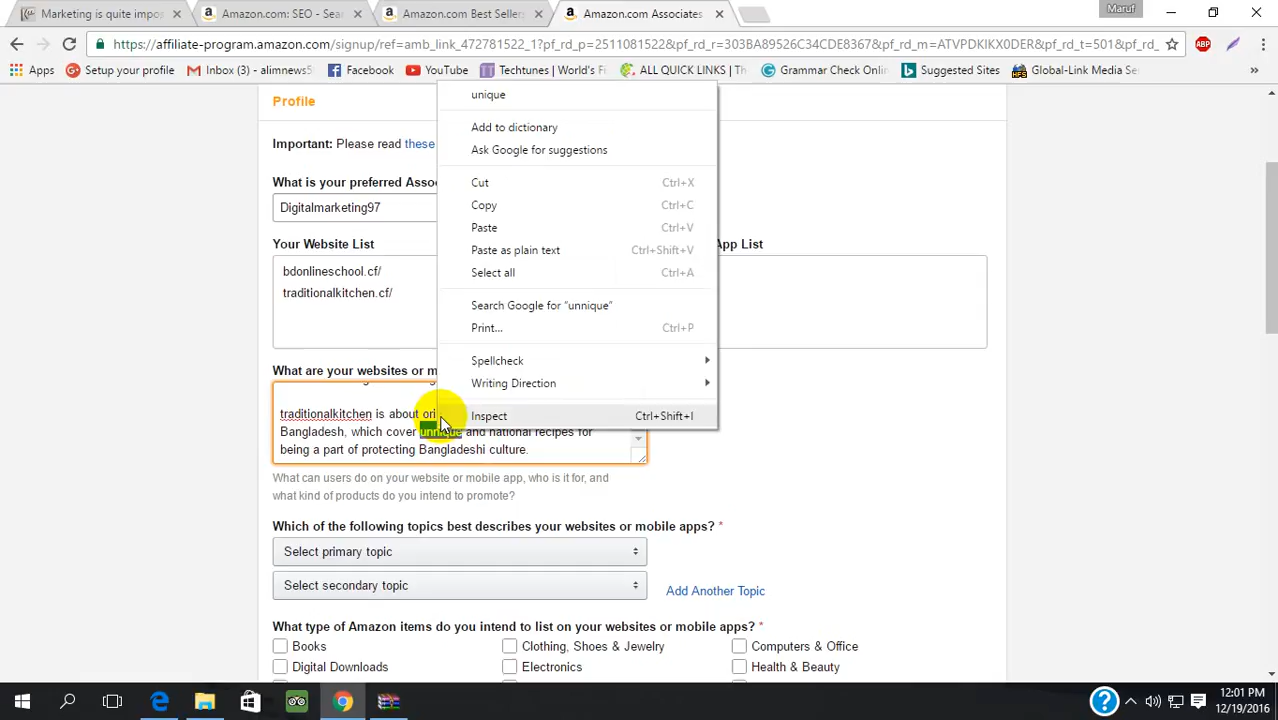 Marketing is quite impos
Amazon.com: SEO - Sear
Amazon.com Best Sellers
Amazon.com Associates
Maruf
https://affiliate-program.amazon.com/signup/ref=amb_link_472781522_1?pf_rd_p=2511081522&pf_rd_r=303BA89526C34CDE8367&pf_rd_m=ATVPDKIKX0DER&pf_rd_t=501&pf_rd_
ABP
Apps
Setup your profile
Inbox (3) - alimnews5
Facebook
YouTube
Techtunes | World's Fi
ALL QUICK LINKS | Th
Grammar Check Onlin
Suggested Sites
Global-Link Media Se
»
Profile
Important: Please read these
What is your preferred Asso
Digitalmarketing97
Your Website List
App List
bdonlineschool.cf/
traditionalkitchen.cf/
What are your websites or m
traditionalkitchen is about ori
Bangladesh, which cover unnique and national recipes for
being a part of protecting Bangladeshi culture.
What can users do on your website or mobile app, who is it for, and
what kind of products do you intend to promote?
unique
Add to dictionary
Ask Google for suggestions
Cut Ctrl+X
Copy Ctrl+C
Paste Ctrl+V
Paste as plain text Ctrl+Shift+V
Select all Ctrl+A
Search Google for “unnique”
Print... Ctrl+P
Spellcheck
Writing Direction
Inspect Ctrl+Shift+I
Which of the following topics best describes your websites or mobile apps? *
Select primary topic
Select secondary topic
Add Another Topic
What type of Amazon items do you intend to list on your websites or mobile apps? *
Books
Clothing, Shoes & Jewelry
Computers & Office
Digital Downloads
Electronics
Health & Beauty
12:01 PM
12/19/2016